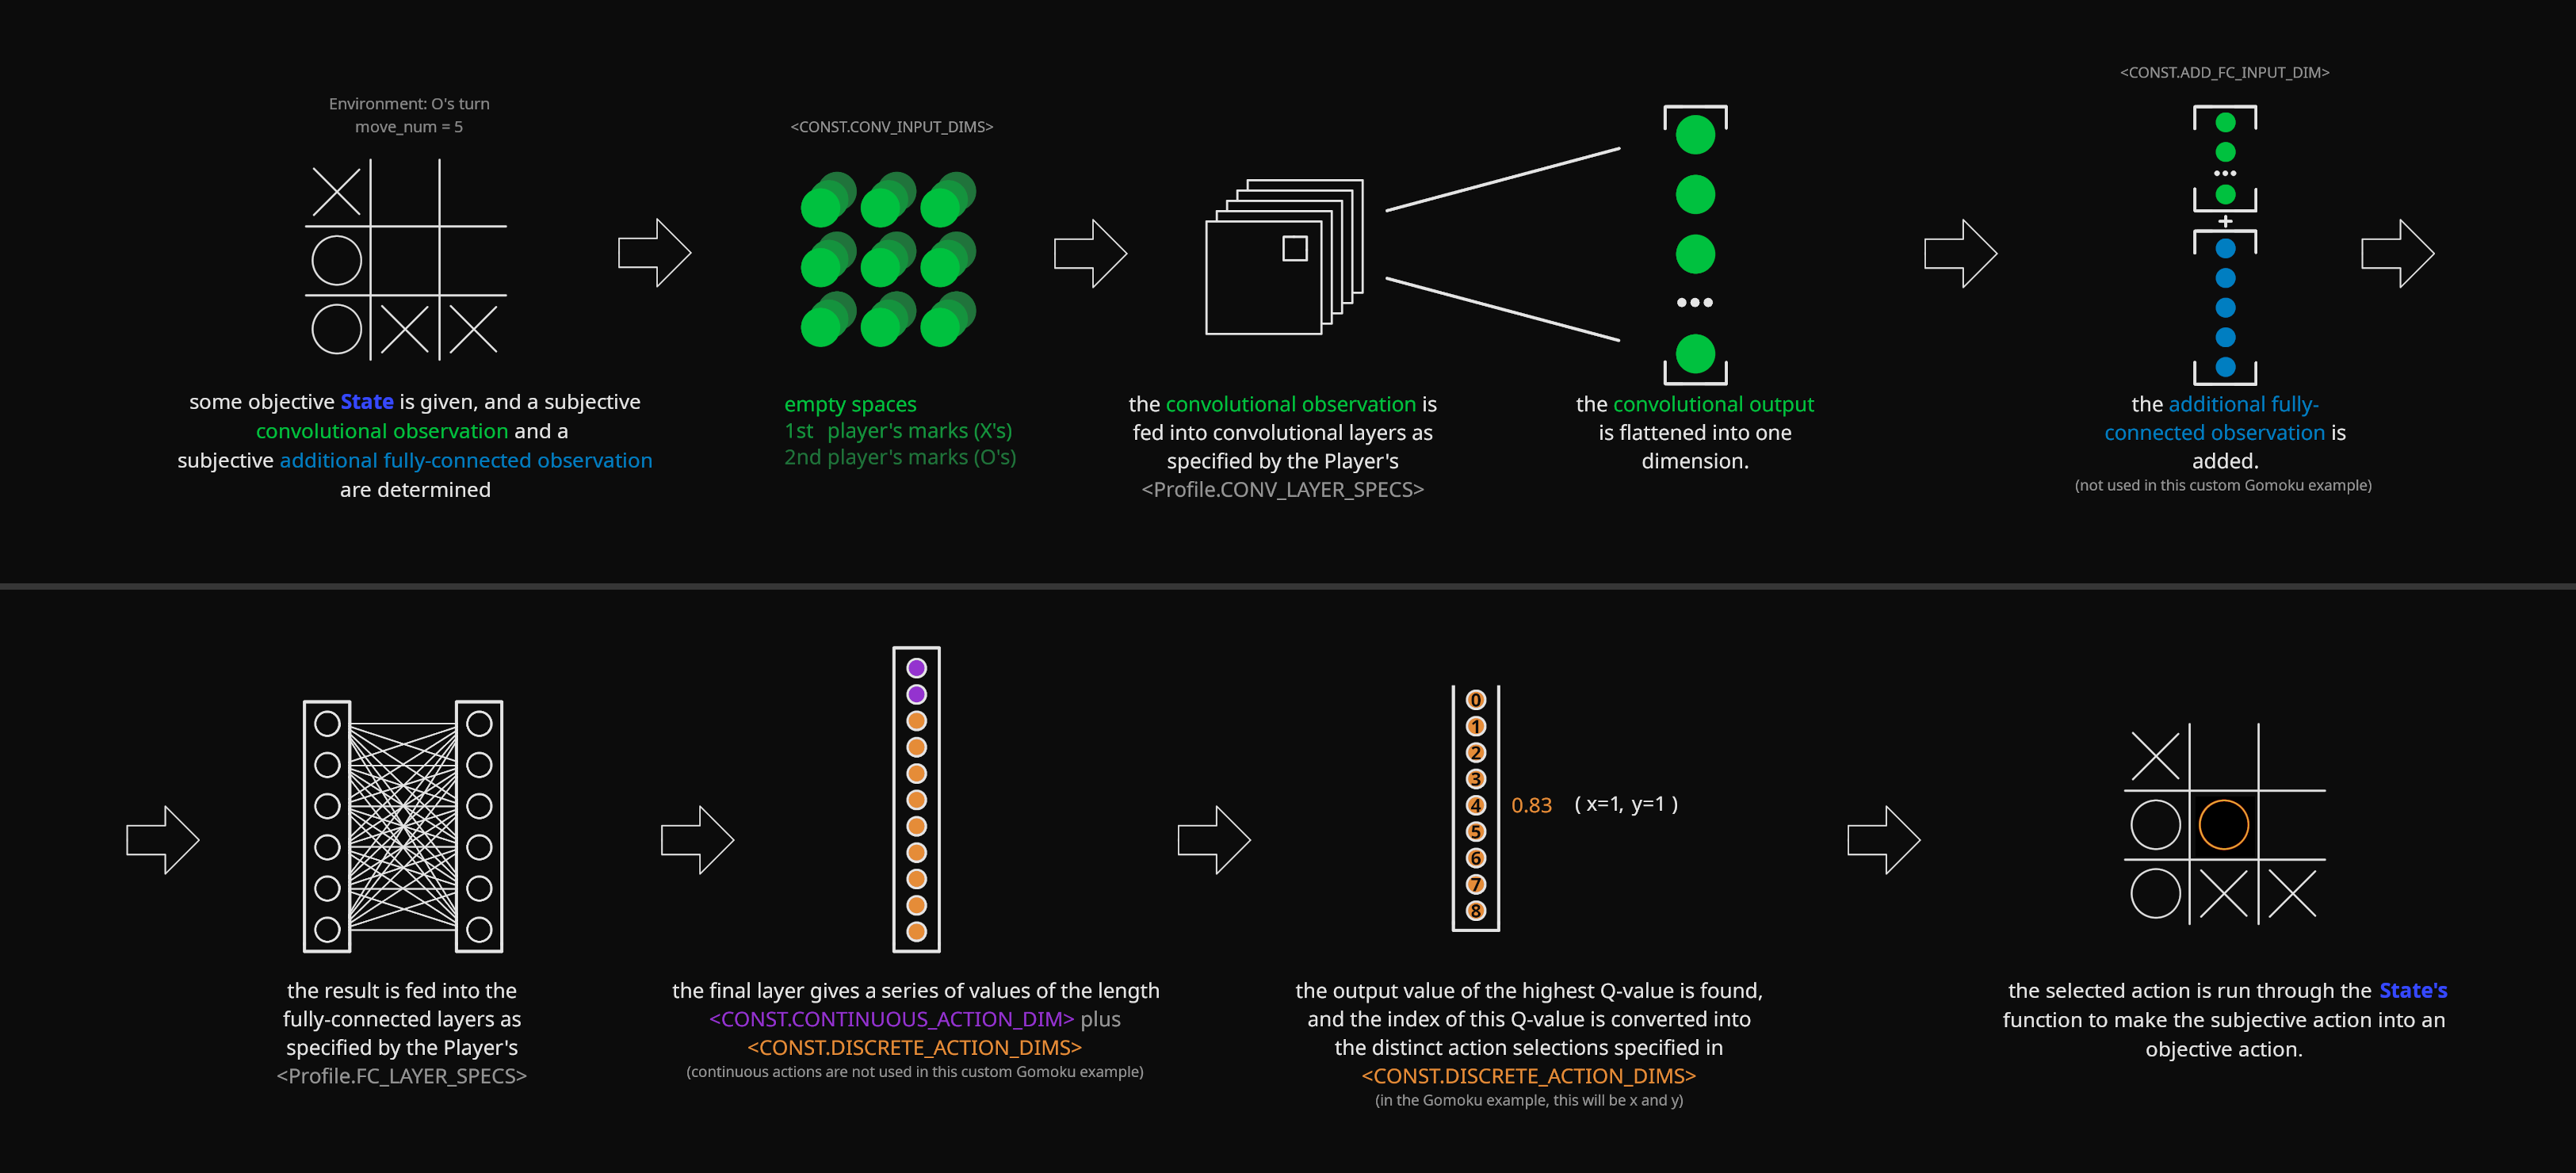 Environment: O's turn
move_num = 5
some objective State is given, and a subjective
convolutional observation and a
subjective additional fully-connected observation
are determined
<CONST.CONV_INPUT_DIMS>
empty spaces
1st player's marks (X's)
2nd player's marks (O's)
the convolutional observation is
fed into convolutional layers as
specified by the Player's
<Profile.CONV_LAYER_SPECS>
the convolutional output
is flattened into one
dimension.
<CONST.ADD_FC_INPUT_DIM>
+
the additional fully-
connected observation is
added.
(not used in this custom Gomoku example)
the result is fed into the
fully-connected layers as
specified by the Player's
<Profile.FC_LAYER_SPECS>
the final layer gives a series of values of the length
<CONST.CONTINUOUS_ACTION_DIM> plus
<CONST.DISCRETE_ACTION_DIMS>
(continuous actions are not used in this custom Gomoku example)
0
1
2
3
4 0.83 ( x=1, y=1 )
5
6
7
8
the output value of the highest Q-value is found,
and the index of this Q-value is converted into
the distinct action selections specified in
<CONST.DISCRETE_ACTION_DIMS>
(in the Gomoku example, this will be x and y)
the selected action is run through the State's
function to make the subjective action into an
objective action.